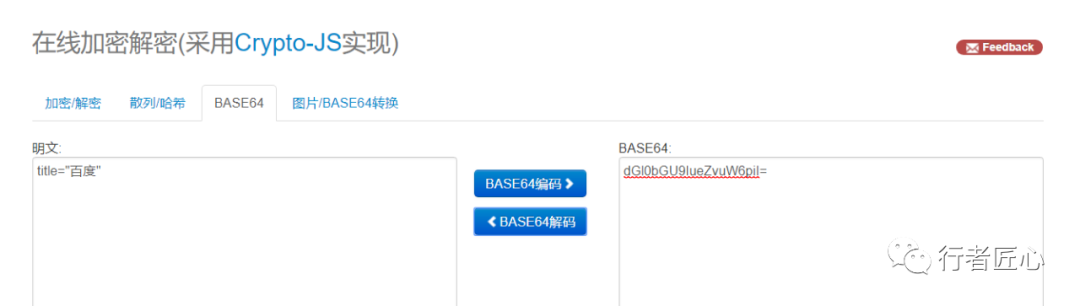 在线加密解密(采用Crypto-JS实现)
Feedback
加密/解密 散列/哈希 BASE64 图片/BASE64转换
明文: BASE64:
title="百度" BASE64编码 dGl0bGU9IueZvuW6piI=
BASE64解码
行者匠心